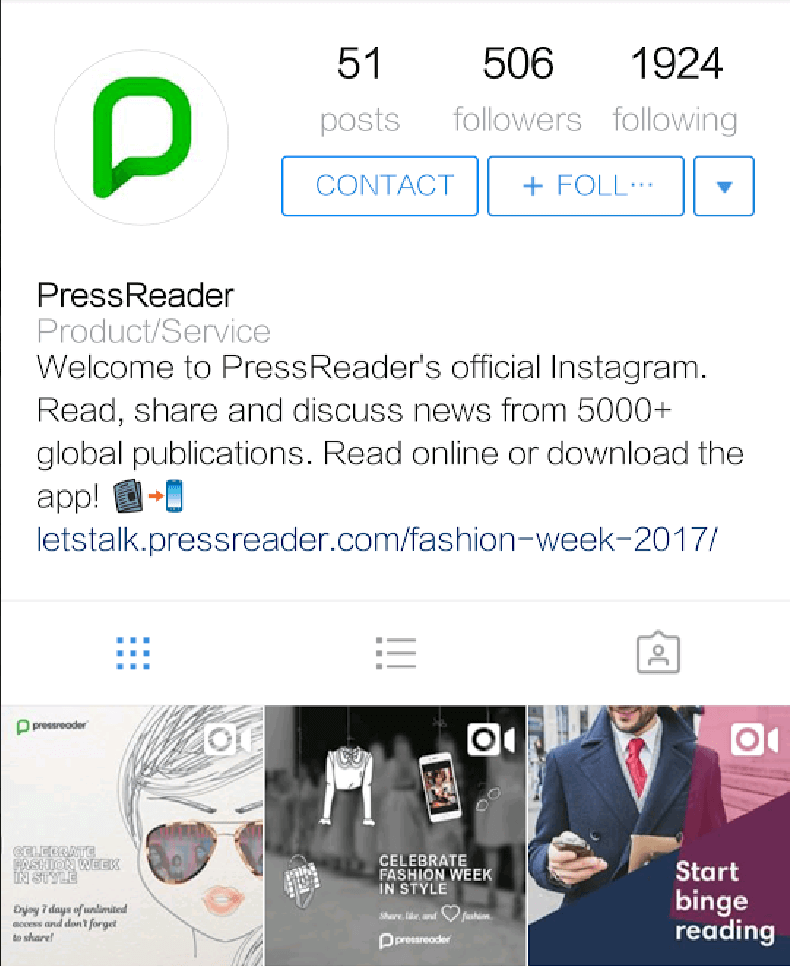 51 506 1924
posts followers following
CONTACT + FOLL...
PressReader
Product/Service
Welcome to PressReader's official Instagram.
Read, share and discuss news from 5000+
global publications. Read online or download the
app!
letstalk.pressreader.com/fashion-week-2017/
pressreader
CELEBRATE
FASHION WEEK
IN STYLE
Enjoy 7 days of unlimited
access and don't forget
to share!
CELEBRATE
FASHION WEEK
IN STYLE
Share, like, and fashion.
pressreader
Start
binge
reading